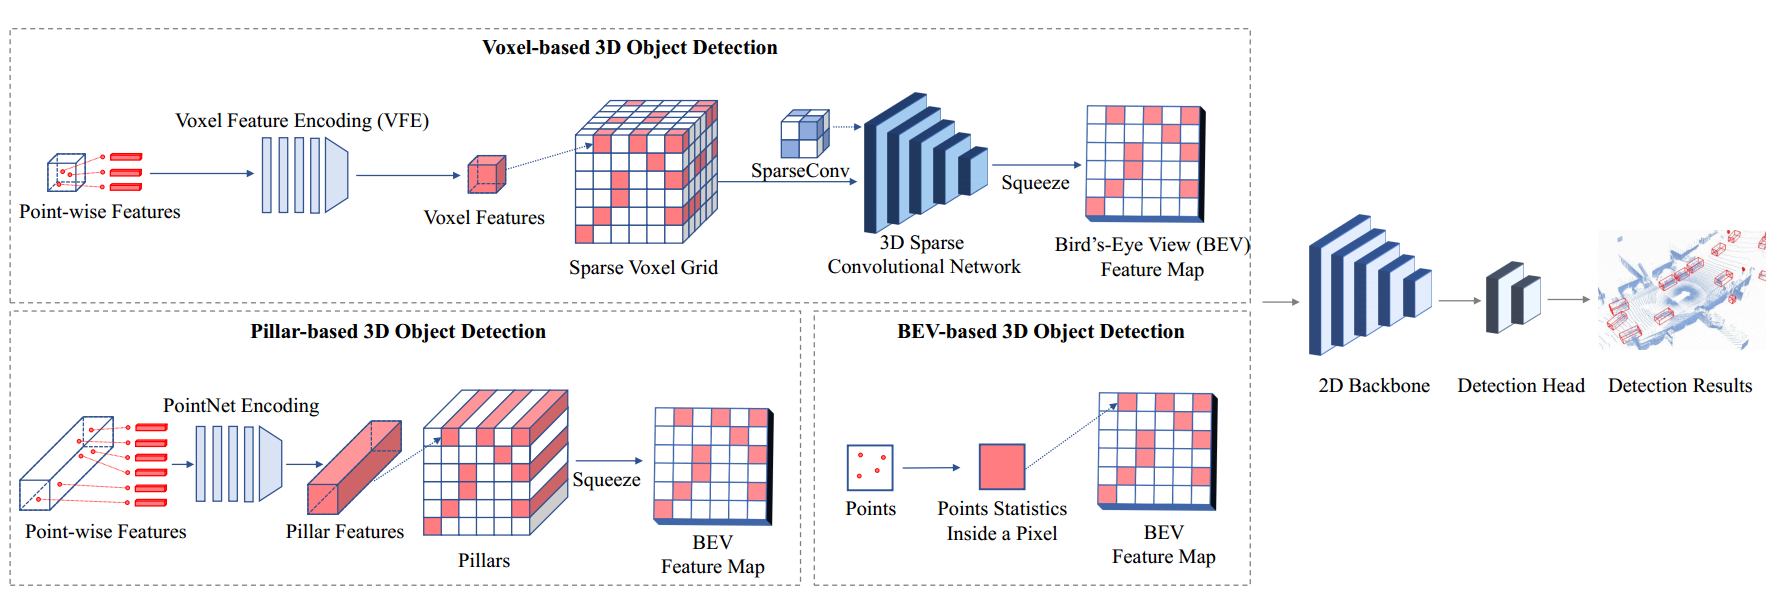 Voxel-based 3D Object Detection
Voxel Feature Encoding (VFE)
Point-wise Features
Voxel Features
Sparse Voxel Grid
SparseConv
3D Sparse
Convolutional Network
Squeeze
Bird's-Eye View (BEV)
Feature Map
Pillar-based 3D Object Detection
PointNet Encoding
Point-wise Features
Pillar Features
Pillars
Squeeze
BEV
Feature Map
BEV-based 3D Object Detection
Points
Points Statistics
Inside a Pixel
BEV
Feature Map
2D Backbone
Detection Head
Detection Results